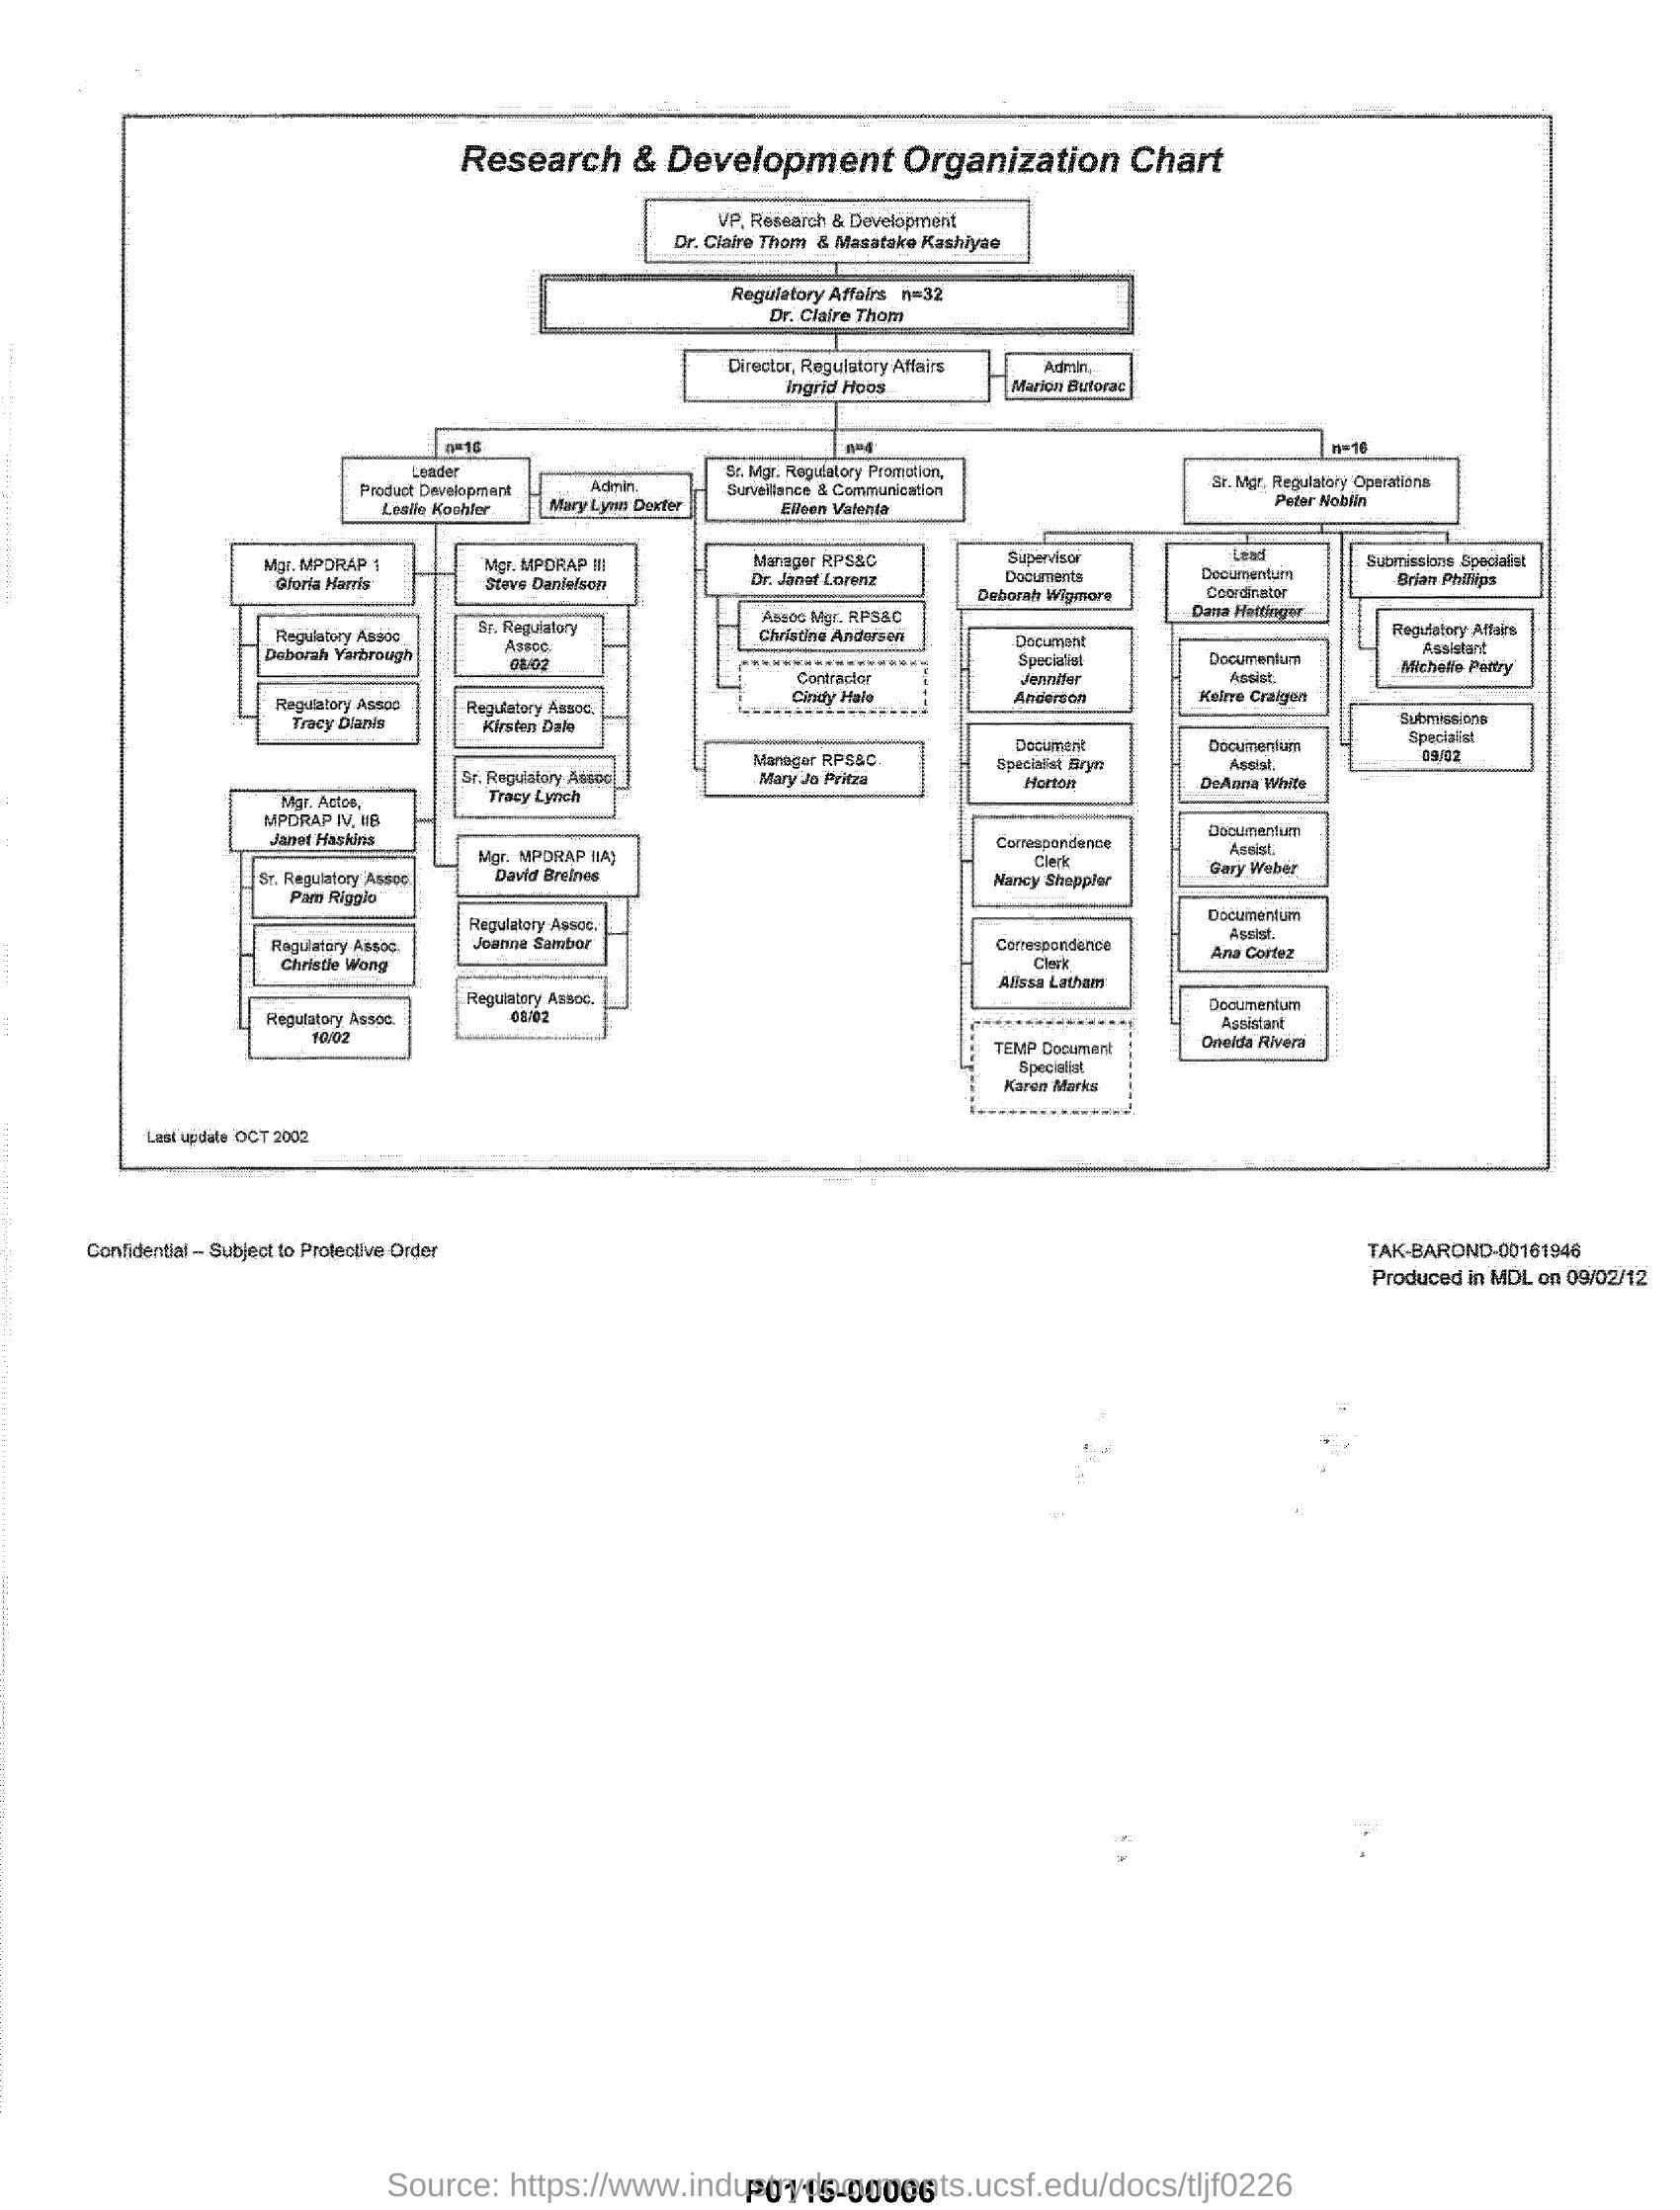 Research & Development Organization Chart
VP, Research & Development
Dr. Claire Thom & Masatake Kashiyae
Regulatory Affairs n=32
Dr. Claire Thom
Director, Regulatory Affairs
Ingrid Hoos
Admin.
Marion Butorac
n=16
Leader
Product Development
Leslie Koehler
Admin.
Mary Lynn Dexter
n=4
Sr. Mgr. Regulatory Promotion,
Surveillance & Communication
Eileen Valenta
n=16
Sr. Mgr. Regulatory Operations
Peter Noblin
Mgr. MPDRAP 1
Gloria Harris
Regulatory Assoc
Deborah Yarbrough
Regulatory Assoc
Tracy Dianis
Mgr. Actos,
MPDRAP IV, IIB
Janet Haskins
Sr. Regulatory Assoc.
Pam Riggio
Regulatory Assoc.
Christie Wong
Regulatory Assoc.
10/02
Mgr. MPDRAP III
Steve Danielson
Sr. Regulatory
Assoc.
08/02
Regulatory Assoc.
Kirsten Dale
Sr. Regulatory Assoc
Tracy Lynch
Mgr. MPDRAP IIA)
David Breines
Regulatory Assoc.
Joanna Sambor
Regulatory Assoc.
08/02
Manager RPS&C
Dr. Janet Lorenz
Assoc Mgr. RPS&C
Christine Andersen
Contractor
Cindy Hale
Manager RPS&C
Mary Jo Pritza
Supervisor
Documents
Deborah Wigmore
Document
Specialist
Jennifer
Anderson
Document
Specialist Bryn
Horton
Correspondence
Clerk
Nancy Sheppler
Correspondence
Clerk
Alissa Latham
TEMP Document
Specialist
Karen Marks
Lead
Documentum
Coordinator
Dana Hettinger
Documentum
Assist.
Keirre Craigen
Documentum
Assist.
DeAnna White
Documentum
Assist.
Gary Weber
Documentum
Assist.
Ana Cortez
Documentum
Assistant
Oneida Rivera
Submissions Specialist
Brian Phillips
Regulatory Affairs
Assistant
Michelle Pettry
Submissions
Specialist
09/02
Last update OCT 2002
Confidential – Subject to Protective Order
TAK-BAROND-00161946
Produced in MDL on 09/02/12
Source: https://www.industrydocuments.ucsf.edu/docs/tljf0226
P0115-00006